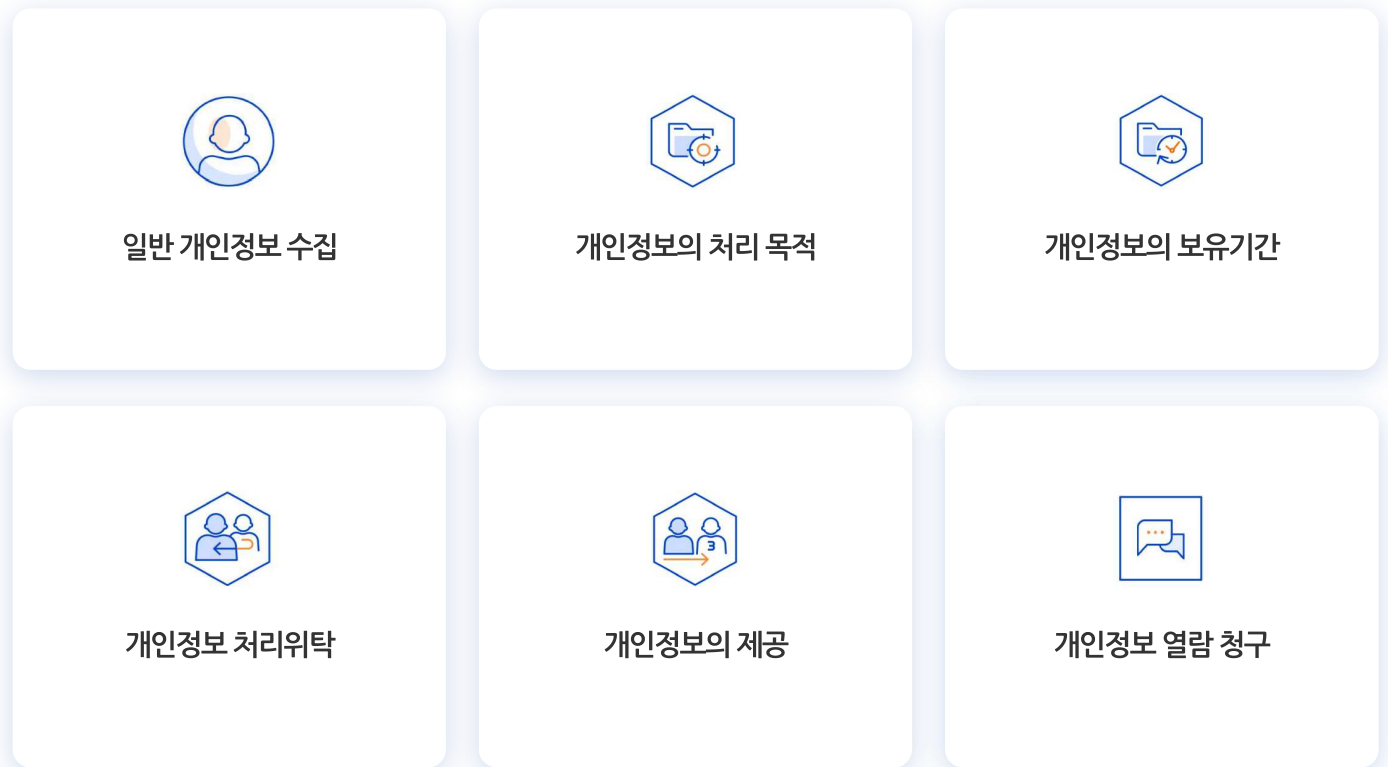 일반 개인정보 수집
개인정보의 처리 목적
개인정보의 보유기간
개인정보 처리위탁
3
개인정보의 제공
개인정보 열람 청구